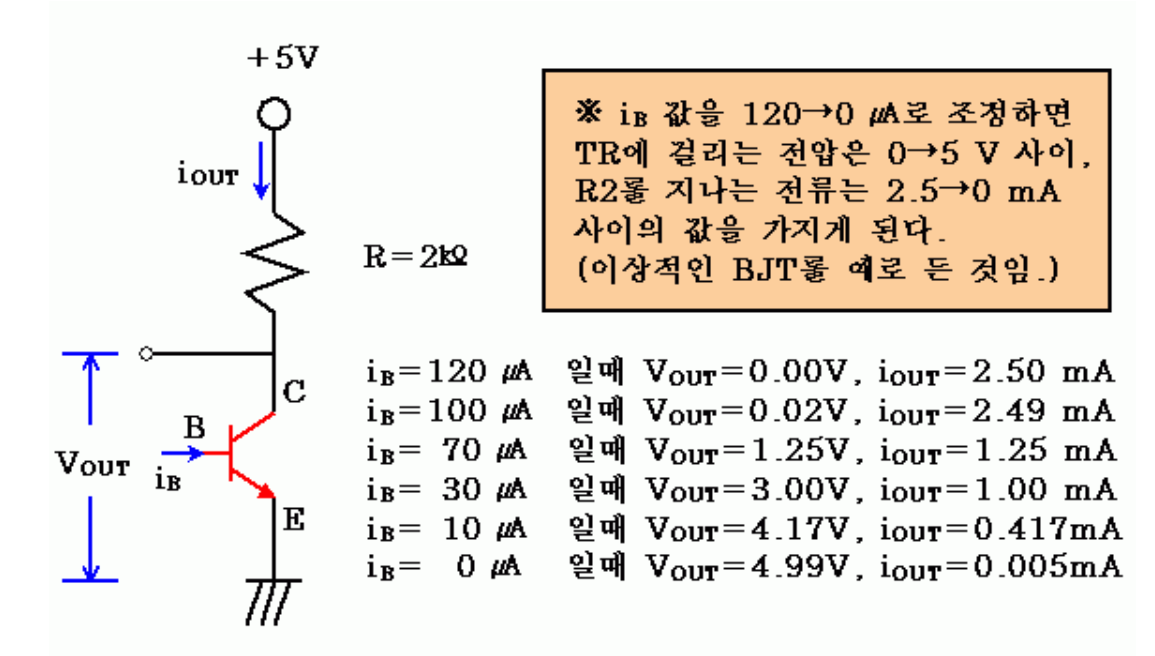 +5V
iOUT
R=2kΩ
C
B
VOUT
iB
E
※ iB 값을 120→0 ㎂로 조정하면
TR에 걸리는 전압은 0→5 V 사이,
R2를 지나는 전류는 2.5→0 mA
사이의 값을 가지게 된다.
(이상적인 BJT를 예로 든 것임.)
iB=120 ㎂ 일때 VOUT=0.00V, iOUT=2.50 mA
iB=100 ㎂ 일때 VOUT=0.02V, iOUT=2.49 mA
iB= 70 ㎂ 일때 VOUT=1.25V, iOUT=1.25 mA
iB= 30 ㎂ 일때 VOUT=3.00V, iOUT=1.00 mA
iB= 10 ㎂ 일때 VOUT=4.17V, iOUT=0.417mA
iB= 0 ㎂ 일때 VOUT=4.99V, iOUT=0.005mA